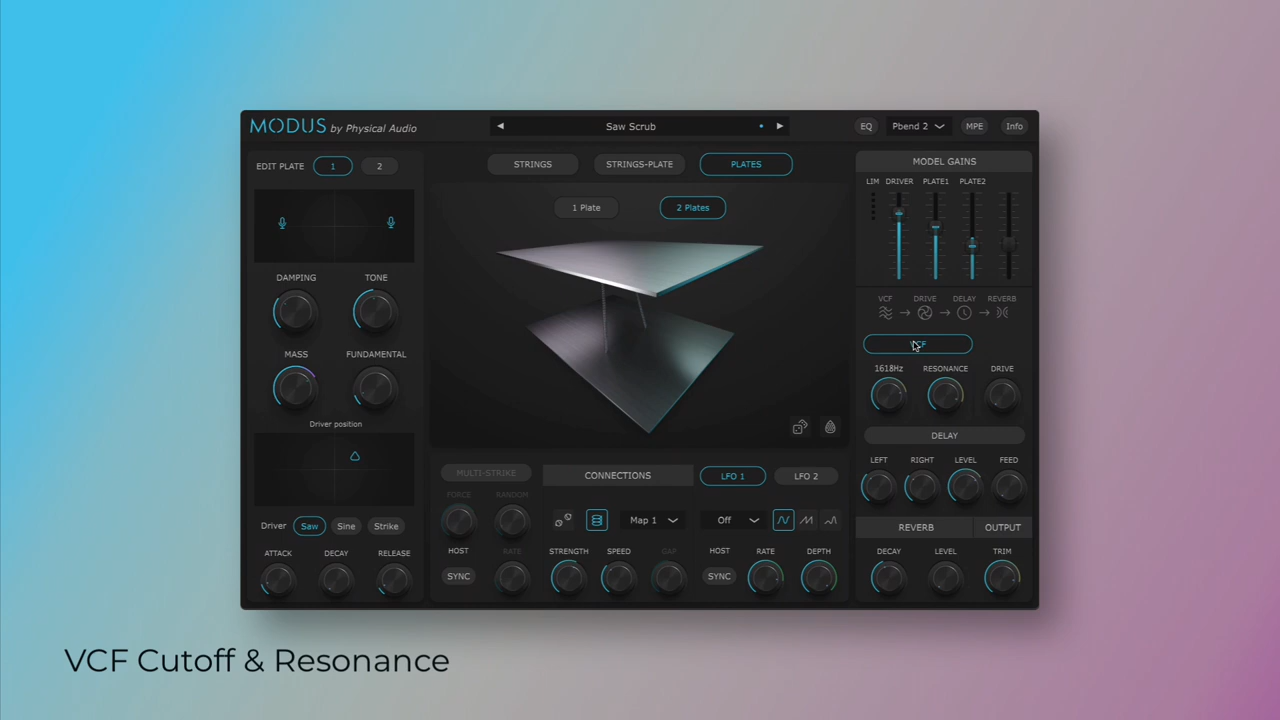 MODUS by Physical Audio
Saw Scrub
EQ
Pbend 2
MPE
Info
EDIT PLATE 1 2
DAMPING TONE
MASS FUNDAMENTAL
Driver position
Driver Saw Sine Strike
ATTACK DECAY RELEASE
STRINGS STRINGS-PLATE PLATES
1 Plate 2 Plates
MULTI-STRIKE
FORCE RANDOM
HOST RATE
SYNC
CONNECTIONS
Map 1
STRENGTH SPEED GAP
LFO 1 LFO 2
Off
HOST RATE DEPTH
SYNC
MODEL GAINS
LIM DRIVER PLATE1 PLATE2
VCF DRIVE DELAY REVERB
VCF
1618Hz RESONANCE DRIVE
DELAY
LEFT RIGHT LEVEL FEED
REVERB OUTPUT
DECAY LEVEL TRIM
VCF Cutoff & Resonance